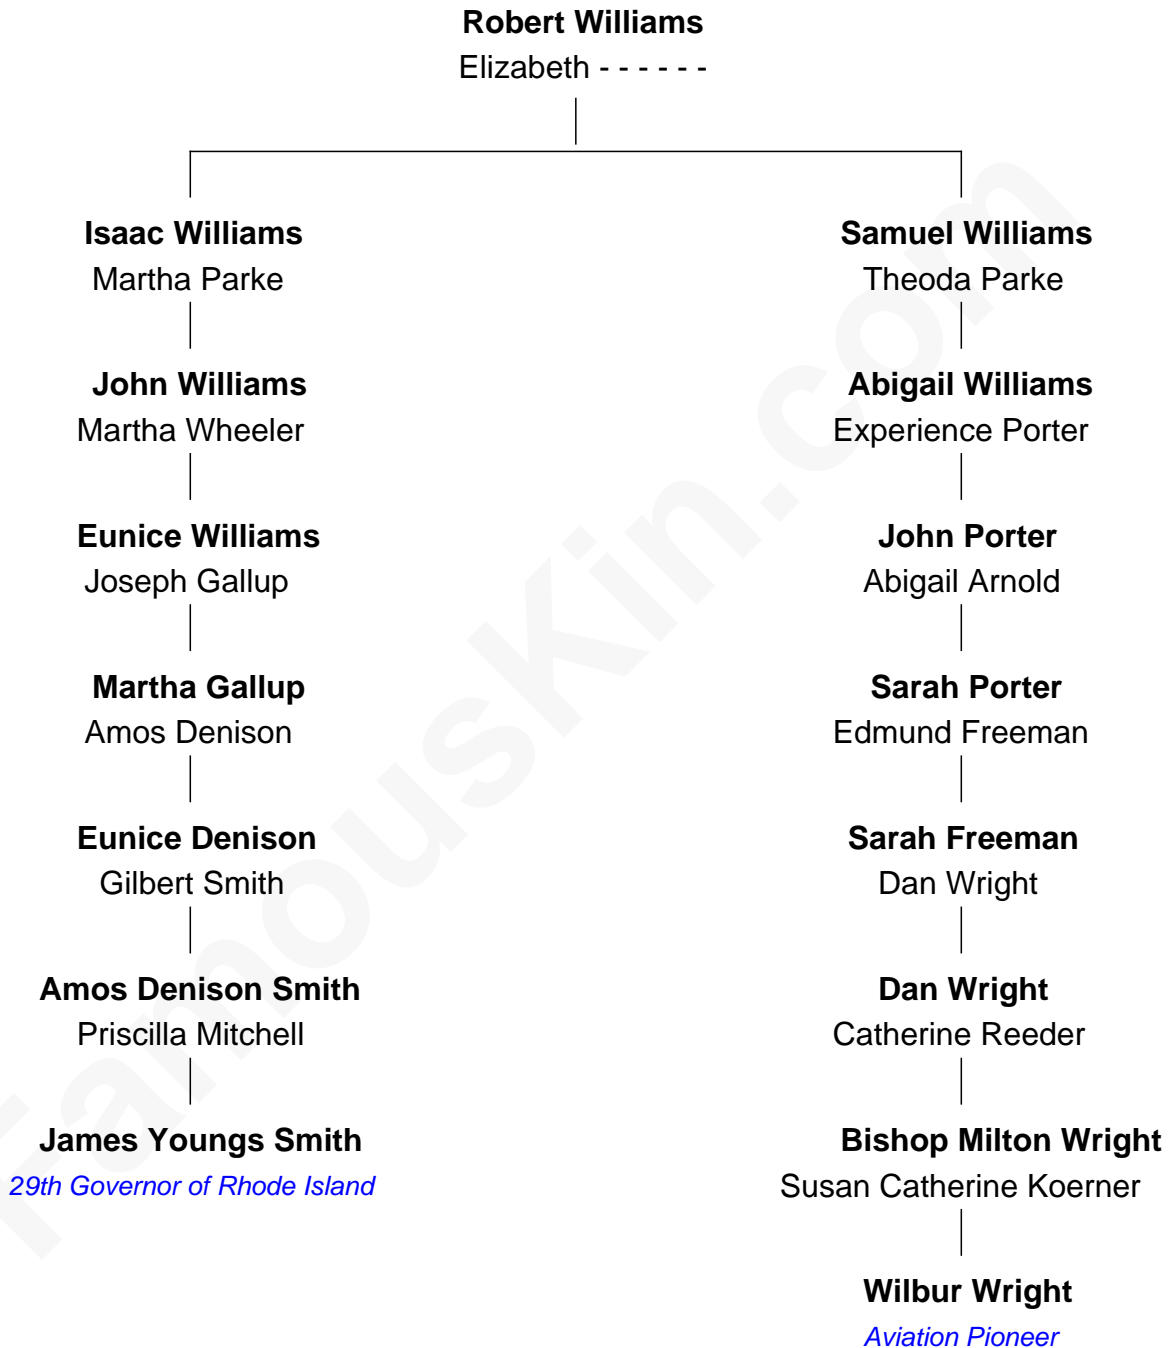 Robert Williams
Elizabeth - - - - - -
Isaac Williams
Martha Parke
Samuel Williams
Theoda Parke
John Williams
Martha Wheeler
Abigail Williams
Experience Porter
Eunice Williams
Joseph Gallup
John Porter
Abigail Arnold
Martha Gallup
Amos Denison
Sarah Porter
Edmund Freeman
Eunice Denison
Gilbert Smith
Sarah Freeman
Dan Wright
Amos Denison Smith
Priscilla Mitchell
Dan Wright
Catherine Reeder
James Youngs Smith
29th Governor of Rhode Island
Bishop Milton Wright
Susan Catherine Koerner
Wilbur Wright
Aviation Pioneer
FamousKin.com